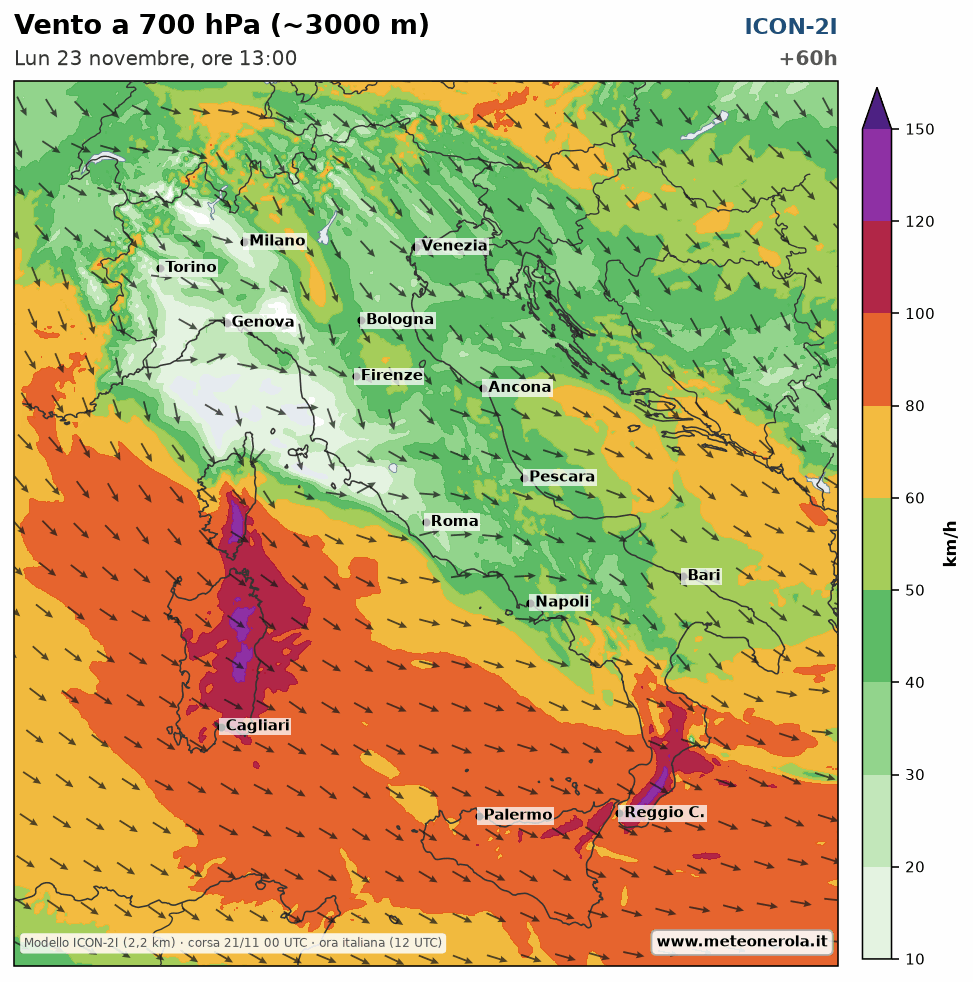 Vento a 700 hPa (~3000 m)
ICON-2I
Lun 23 novembre, ore 13:00
+60h
Milano
Venezia
Torino
Genova
Bologna
Firenze
Ancona
Pescara
Roma
Bari
Napoli
Cagliari
Palermo
Reggio C.
150
120
100
80
60
50
40
30
20
10
km/h
Modello ICON-2I (2,2 km) · corsa 21/11 00 UTC · ora italiana (12 UTC)
www.meteonerola.it